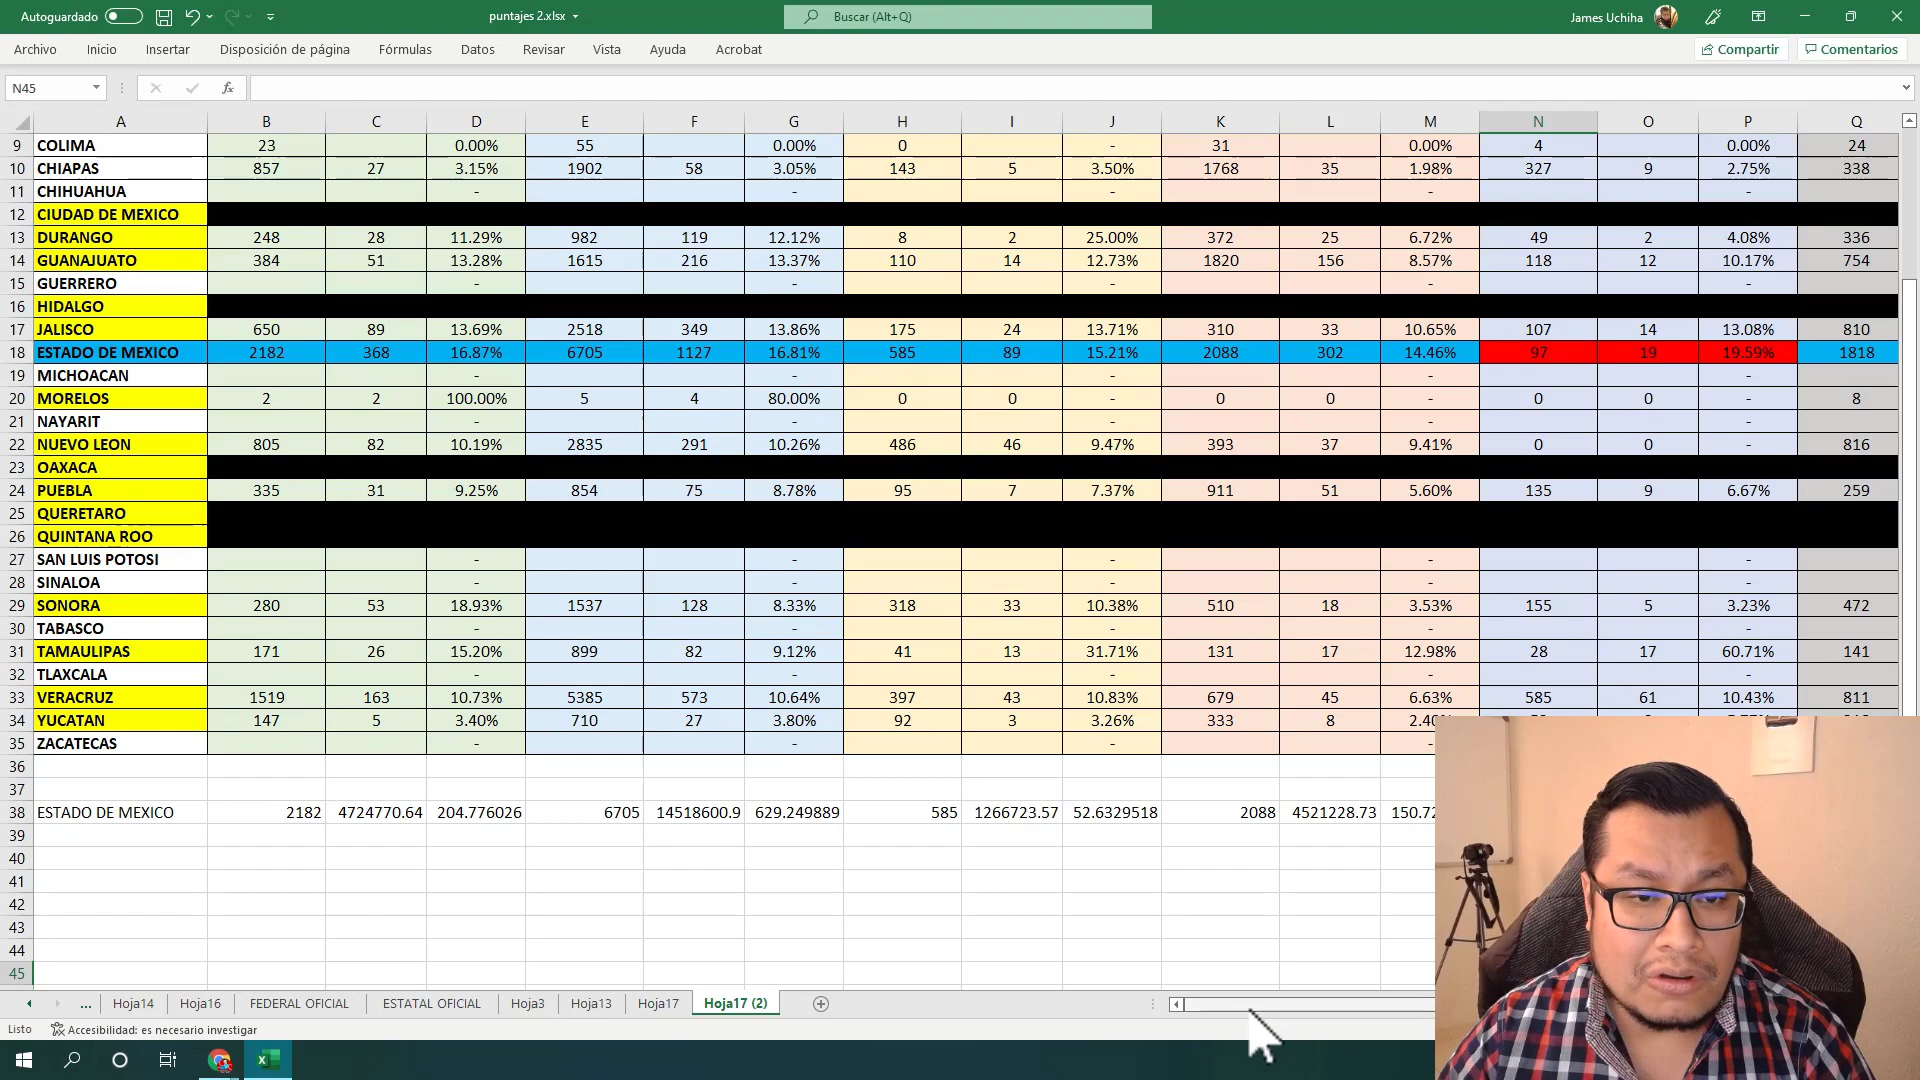 Autoguardado
puntajes 2.xlsx
Buscar (Alt+Q)
James Uchiha
Archivo Inicio Insertar Disposición de página Fórmulas Datos Revisar Vista Ayuda Acrobat
Compartir Comentarios
N45 fx
A B C D E F G H I J K L M N O P Q
9 COLIMA 23 0.00% 55 0.00% 0 - 31 0.00% 4 0.00% 24
10 CHIAPAS 857 27 3.15% 1902 58 3.05% 143 5 3.50% 1768 35 1.98% 327 9 2.75% 338
11 CHIHUAHUA - - - - -
12 CIUDAD DE MEXICO
13 DURANGO 248 28 11.29% 982 119 12.12% 8 2 25.00% 372 25 6.72% 49 2 4.08% 336
14 GUANAJUATO 384 51 13.28% 1615 216 13.37% 110 14 12.73% 1820 156 8.57% 118 12 10.17% 754
15 GUERRERO - - - - -
16 HIDALGO
17 JALISCO 650 89 13.69% 2518 349 13.86% 175 24 13.71% 310 33 10.65% 107 14 13.08% 810
18 ESTADO DE MEXICO 2182 368 16.87% 6705 1127 16.81% 585 89 15.21% 2088 302 14.46% 97 19 19.59% 1818
19 MICHOACAN - - - - -
20 MORELOS 2 2 100.00% 5 4 80.00% 0 0 - 0 0 - 0 0 - 8
21 NAYARIT - - - - -
22 NUEVO LEON 805 82 10.19% 2835 291 10.26% 486 46 9.47% 393 37 9.41% 0 0 - 816
23 OAXACA
24 PUEBLA 335 31 9.25% 854 75 8.78% 95 7 7.37% 911 51 5.60% 135 9 6.67% 259
25 QUERETARO
26 QUINTANA ROO
27 SAN LUIS POTOSI - - - - -
28 SINALOA - - - - -
29 SONORA 280 53 18.93% 1537 128 8.33% 318 33 10.38% 510 18 3.53% 155 5 3.23% 472
30 TABASCO - - - - -
31 TAMAULIPAS 171 26 15.20% 899 82 9.12% 41 13 31.71% 131 17 12.98% 28 17 60.71% 141
32 TLAXCALA - - - - -
33 VERACRUZ 1519 163 10.73% 5385 573 10.64% 397 43 10.83% 679 45 6.63% 585 61 10.43% 811
34 YUCATAN 147 5 3.40% 710 27 3.80% 92 3 3.26% 333 8 2.40%
35 ZACATECAS - - - -
36
37
38 ESTADO DE MEXICO 2182 4724770.64 204.776026 6705 14518600.9 629.249889 585 1266723.57 52.6329518 2088 4521228.73 150.72
39
40
41
42
43
44
45
... Hoja14 Hoja16 FEDERAL OFICIAL ESTATAL OFICIAL Hoja3 Hoja13 Hoja17 Hoja17 (2)
Listo Accesibilidad: es necesario investigar